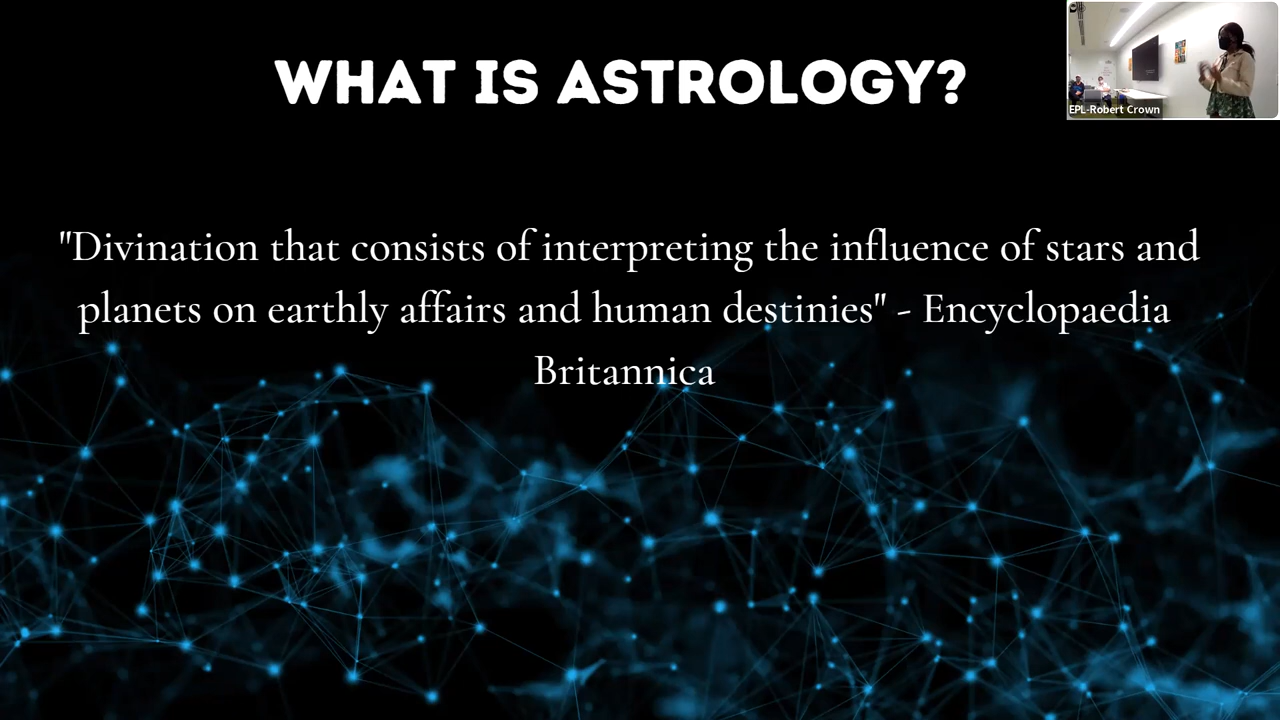 WHAT IS ASTROLOGY?
"Divination that consists of interpreting the influence of stars and
planets on earthly affairs and human destinies" - Encyclopaedia
Britannica
EPL-Robert Crown